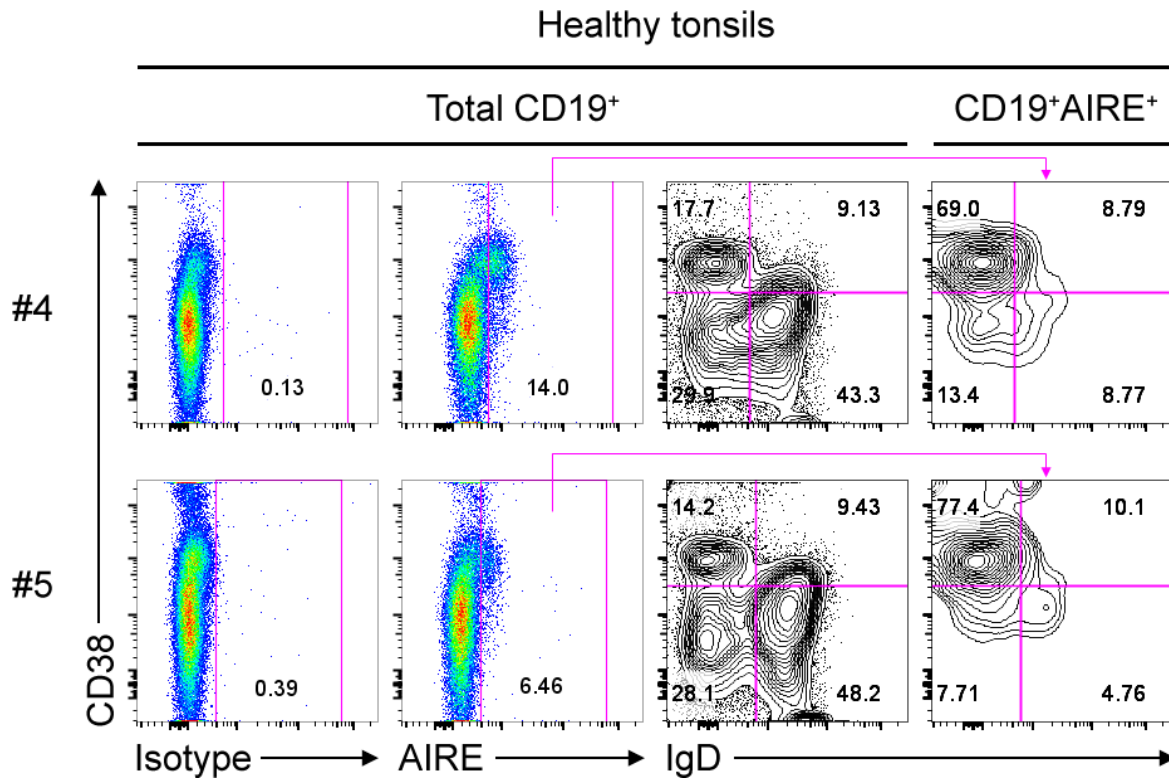 Healthy tonsils
Total CD19⁺ CD19⁺AIRE⁺
#4
17.7 9.13 69.0 8.79
0.13 14.0 29.9 43.3 13.4 8.77
#5
14.2 9.43 77.4 10.1
0.39 6.46 28.1 48.2 7.71 4.76
CD38
Isotype AIRE IgD